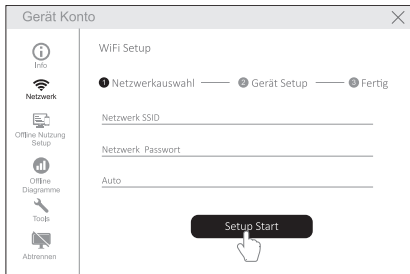 Gerät Konto
Info
Netzwerk
Offline Nutzung
Setup
Offline
Diagramme
Tools
Abtrennen
WiFi Setup
1 Netzwerkauswahl 2 Gerät Setup 3 Fertig
Netzwerk SSID
Netzwerk Passwort
Auto
Setup Start